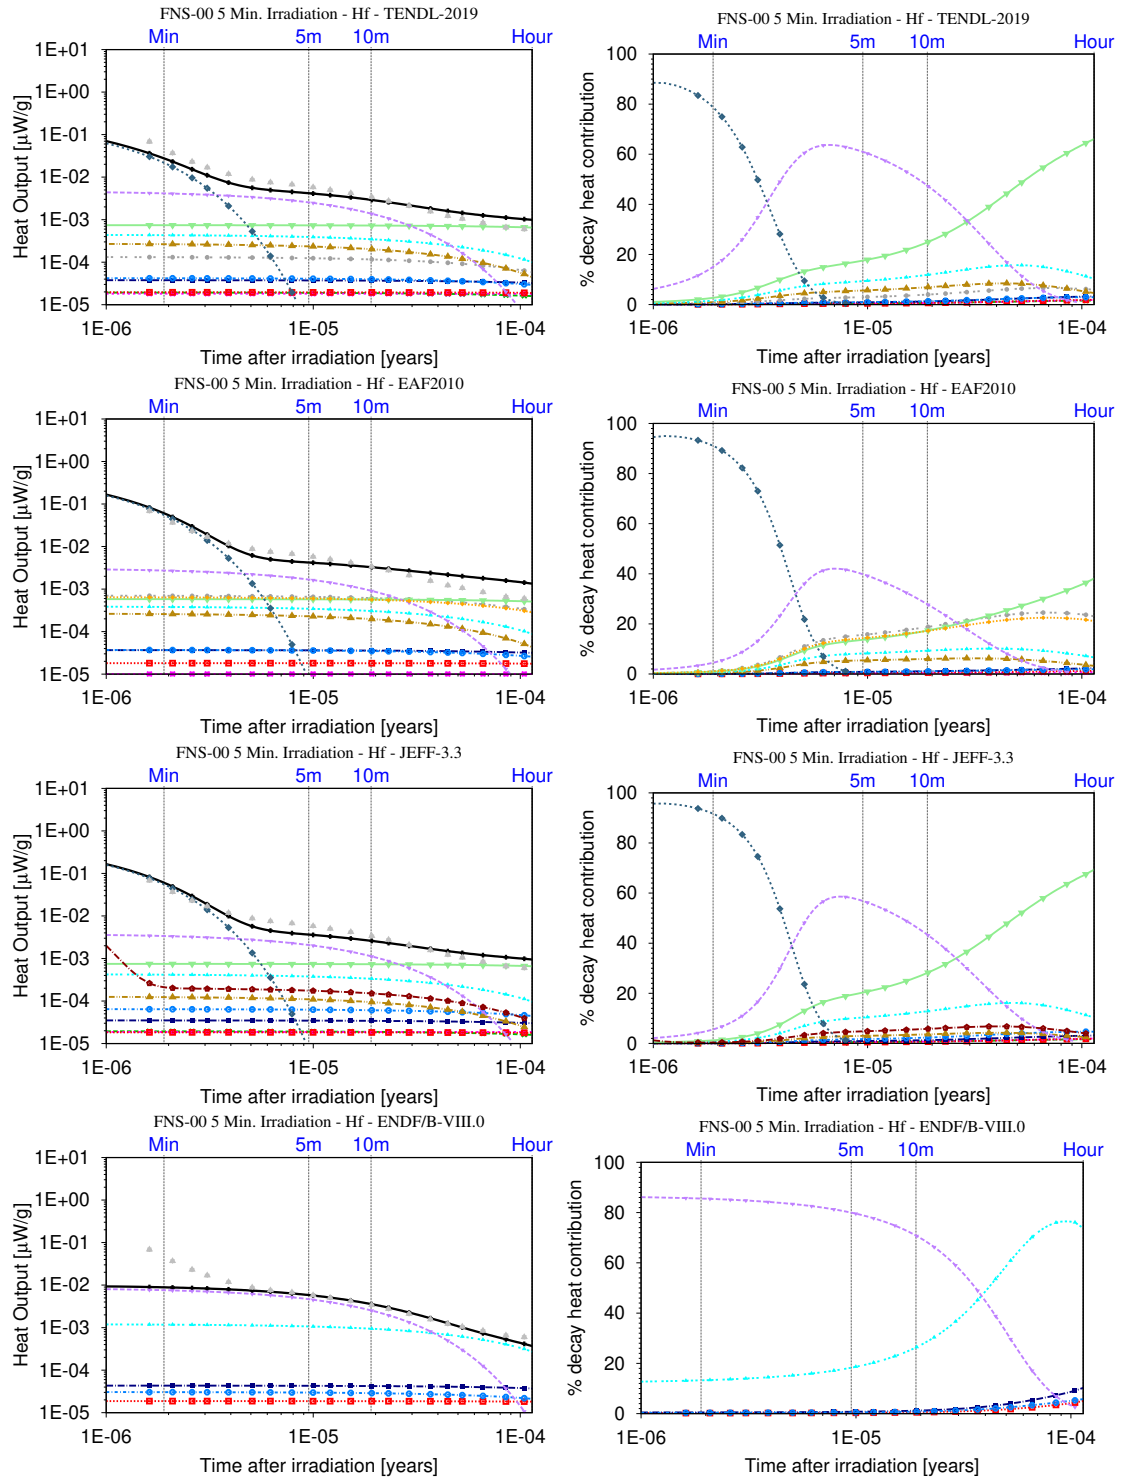 FNS-00 5 Min. Irradiation - Hf - TENDL-2019
Min 5m 10m Hour
1E+01
1E+00
1E-01
1E-02
1E-03
1E-04
1E-05
Heat Output [µW/g]
1E-06 1E-05 1E-04
Time after irradiation [years]
FNS-00 5 Min. Irradiation - Hf - TENDL-2019
Min 5m 10m Hour
100
80
60
40
20
0
% decay heat contribution
1E-06 1E-05 1E-04
Time after irradiation [years]
FNS-00 5 Min. Irradiation - Hf - EAF2010
Min 5m 10m Hour
1E+01
1E+00
1E-01
1E-02
1E-03
1E-04
1E-05
Heat Output [µW/g]
1E-06 1E-05 1E-04
Time after irradiation [years]
FNS-00 5 Min. Irradiation - Hf - EAF2010
Min 5m 10m Hour
100
80
60
40
20
0
% decay heat contribution
1E-06 1E-05 1E-04
Time after irradiation [years]
FNS-00 5 Min. Irradiation - Hf - JEFF-3.3
Min 5m 10m Hour
1E+01
1E+00
1E-01
1E-02
1E-03
1E-04
1E-05
Heat Output [µW/g]
1E-06 1E-05 1E-04
Time after irradiation [years]
FNS-00 5 Min. Irradiation - Hf - JEFF-3.3
Min 5m 10m Hour
100
80
60
40
20
0
% decay heat contribution
1E-06 1E-05 1E-04
Time after irradiation [years]
FNS-00 5 Min. Irradiation - Hf - ENDF/B-VIII.0
Min 5m 10m Hour
1E+01
1E+00
1E-01
1E-02
1E-03
1E-04
1E-05
Heat Output [µW/g]
1E-06 1E-05 1E-04
Time after irradiation [years]
FNS-00 5 Min. Irradiation - Hf - ENDF/B-VIII.0
Min 5m 10m Hour
100
80
60
40
20
0
% decay heat contribution
1E-06 1E-05 1E-04
Time after irradiation [years]